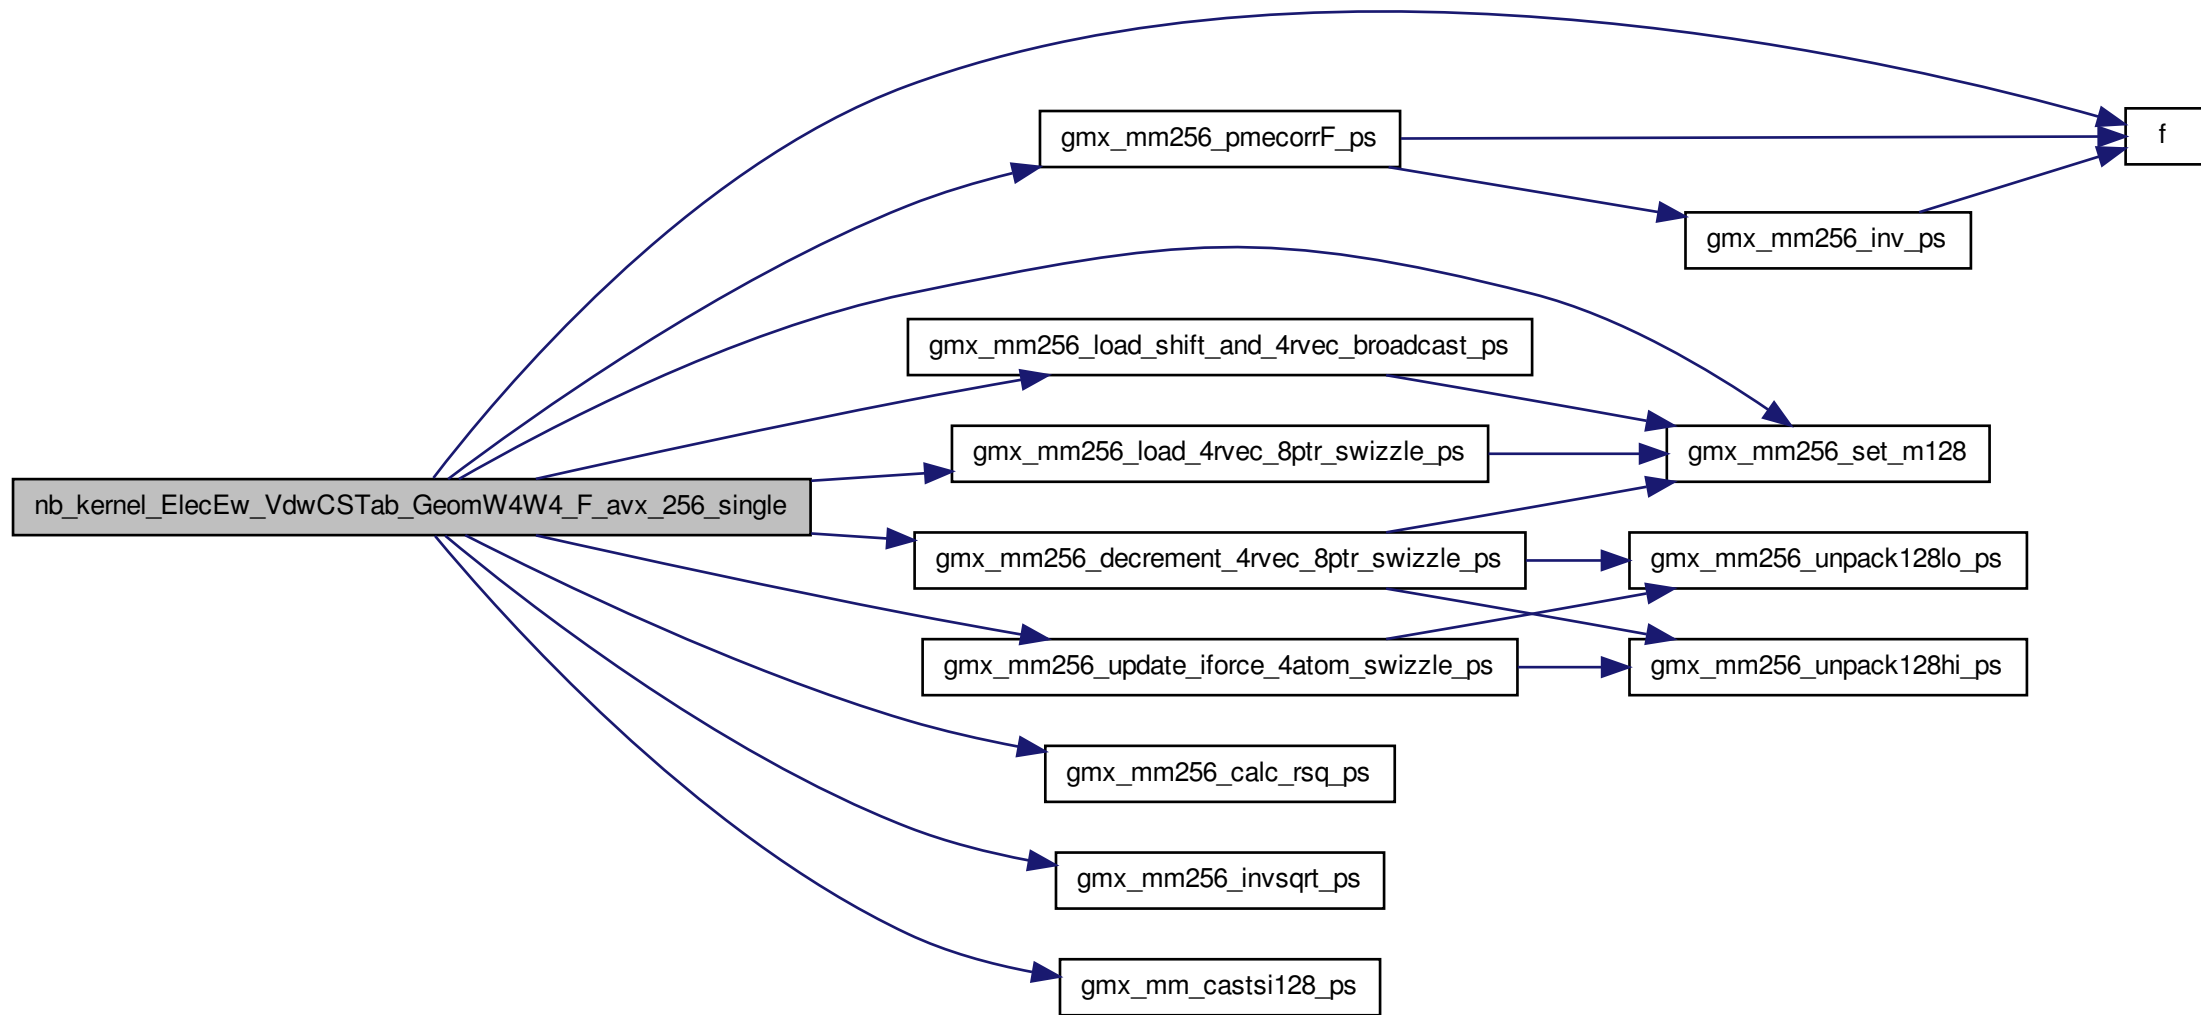 f
gmx_mm256_pmecorrF_ps
gmx_mm256_inv_ps
gmx_mm256_load_shift_and_4rvec_broadcast_ps
gmx_mm256_load_4rvec_8ptr_swizzle_ps
gmx_mm256_set_m128
nb_kernel_ElecEw_VdwCSTab_GeomW4W4_F_avx_256_single
gmx_mm256_decrement_4rvec_8ptr_swizzle_ps
gmx_mm256_unpack128lo_ps
gmx_mm256_update_iforce_4atom_swizzle_ps
gmx_mm256_unpack128hi_ps
gmx_mm256_calc_rsq_ps
gmx_mm256_invsqrt_ps
gmx_mm_castsi128_ps